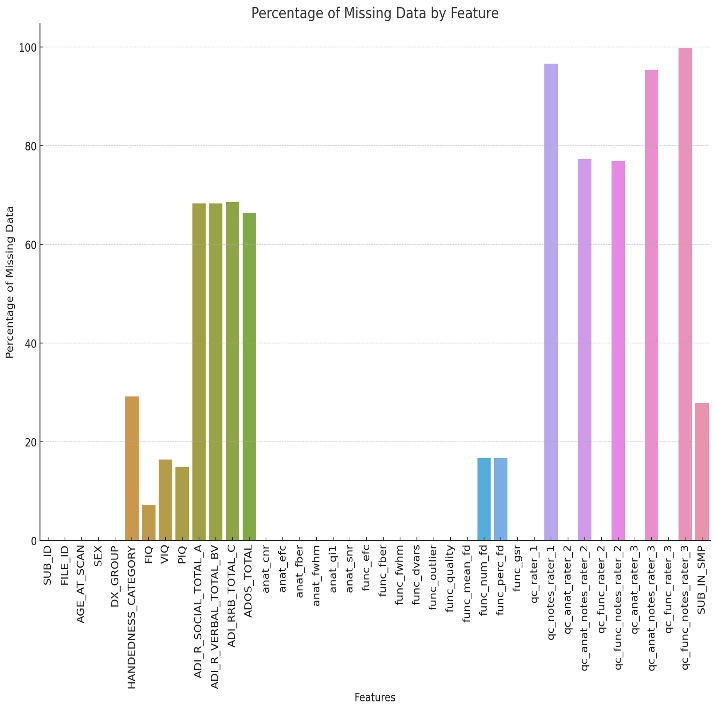 Percentage of Missing Data by Feature
Percentage of Missing Data
100
80
60
40
20
0
SUB_ID
FILE_ID
AGE_AT_SCAN
SEX
DX_GROUP
HANDEDNESS_CATEGORY
FIQ
VIQ
PIQ
ADI_R_SOCIAL_TOTAL_A
ADI_R_VERBAL_TOTAL_BV
ADI_RRB_TOTAL_C
ADOS_TOTAL
anat_cnr
anat_efc
anat_fber
anat_fwhm
anat_qi1
anat_snr
func_efc
func_fber
func_fwhm
func_dvars
func_outlier
func_quality
func_mean_fd
func_num_fd
func_perc_fd
func_gsr
qc_rater_1
qc_notes_rater_1
qc_anat_rater_2
qc_anat_notes_rater_2
qc_func_rater_2
qc_func_notes_rater_2
qc_anat_rater_3
qc_anat_notes_rater_3
qc_func_rater_3
qc_func_notes_rater_3
SUB_IN_SMP
Features